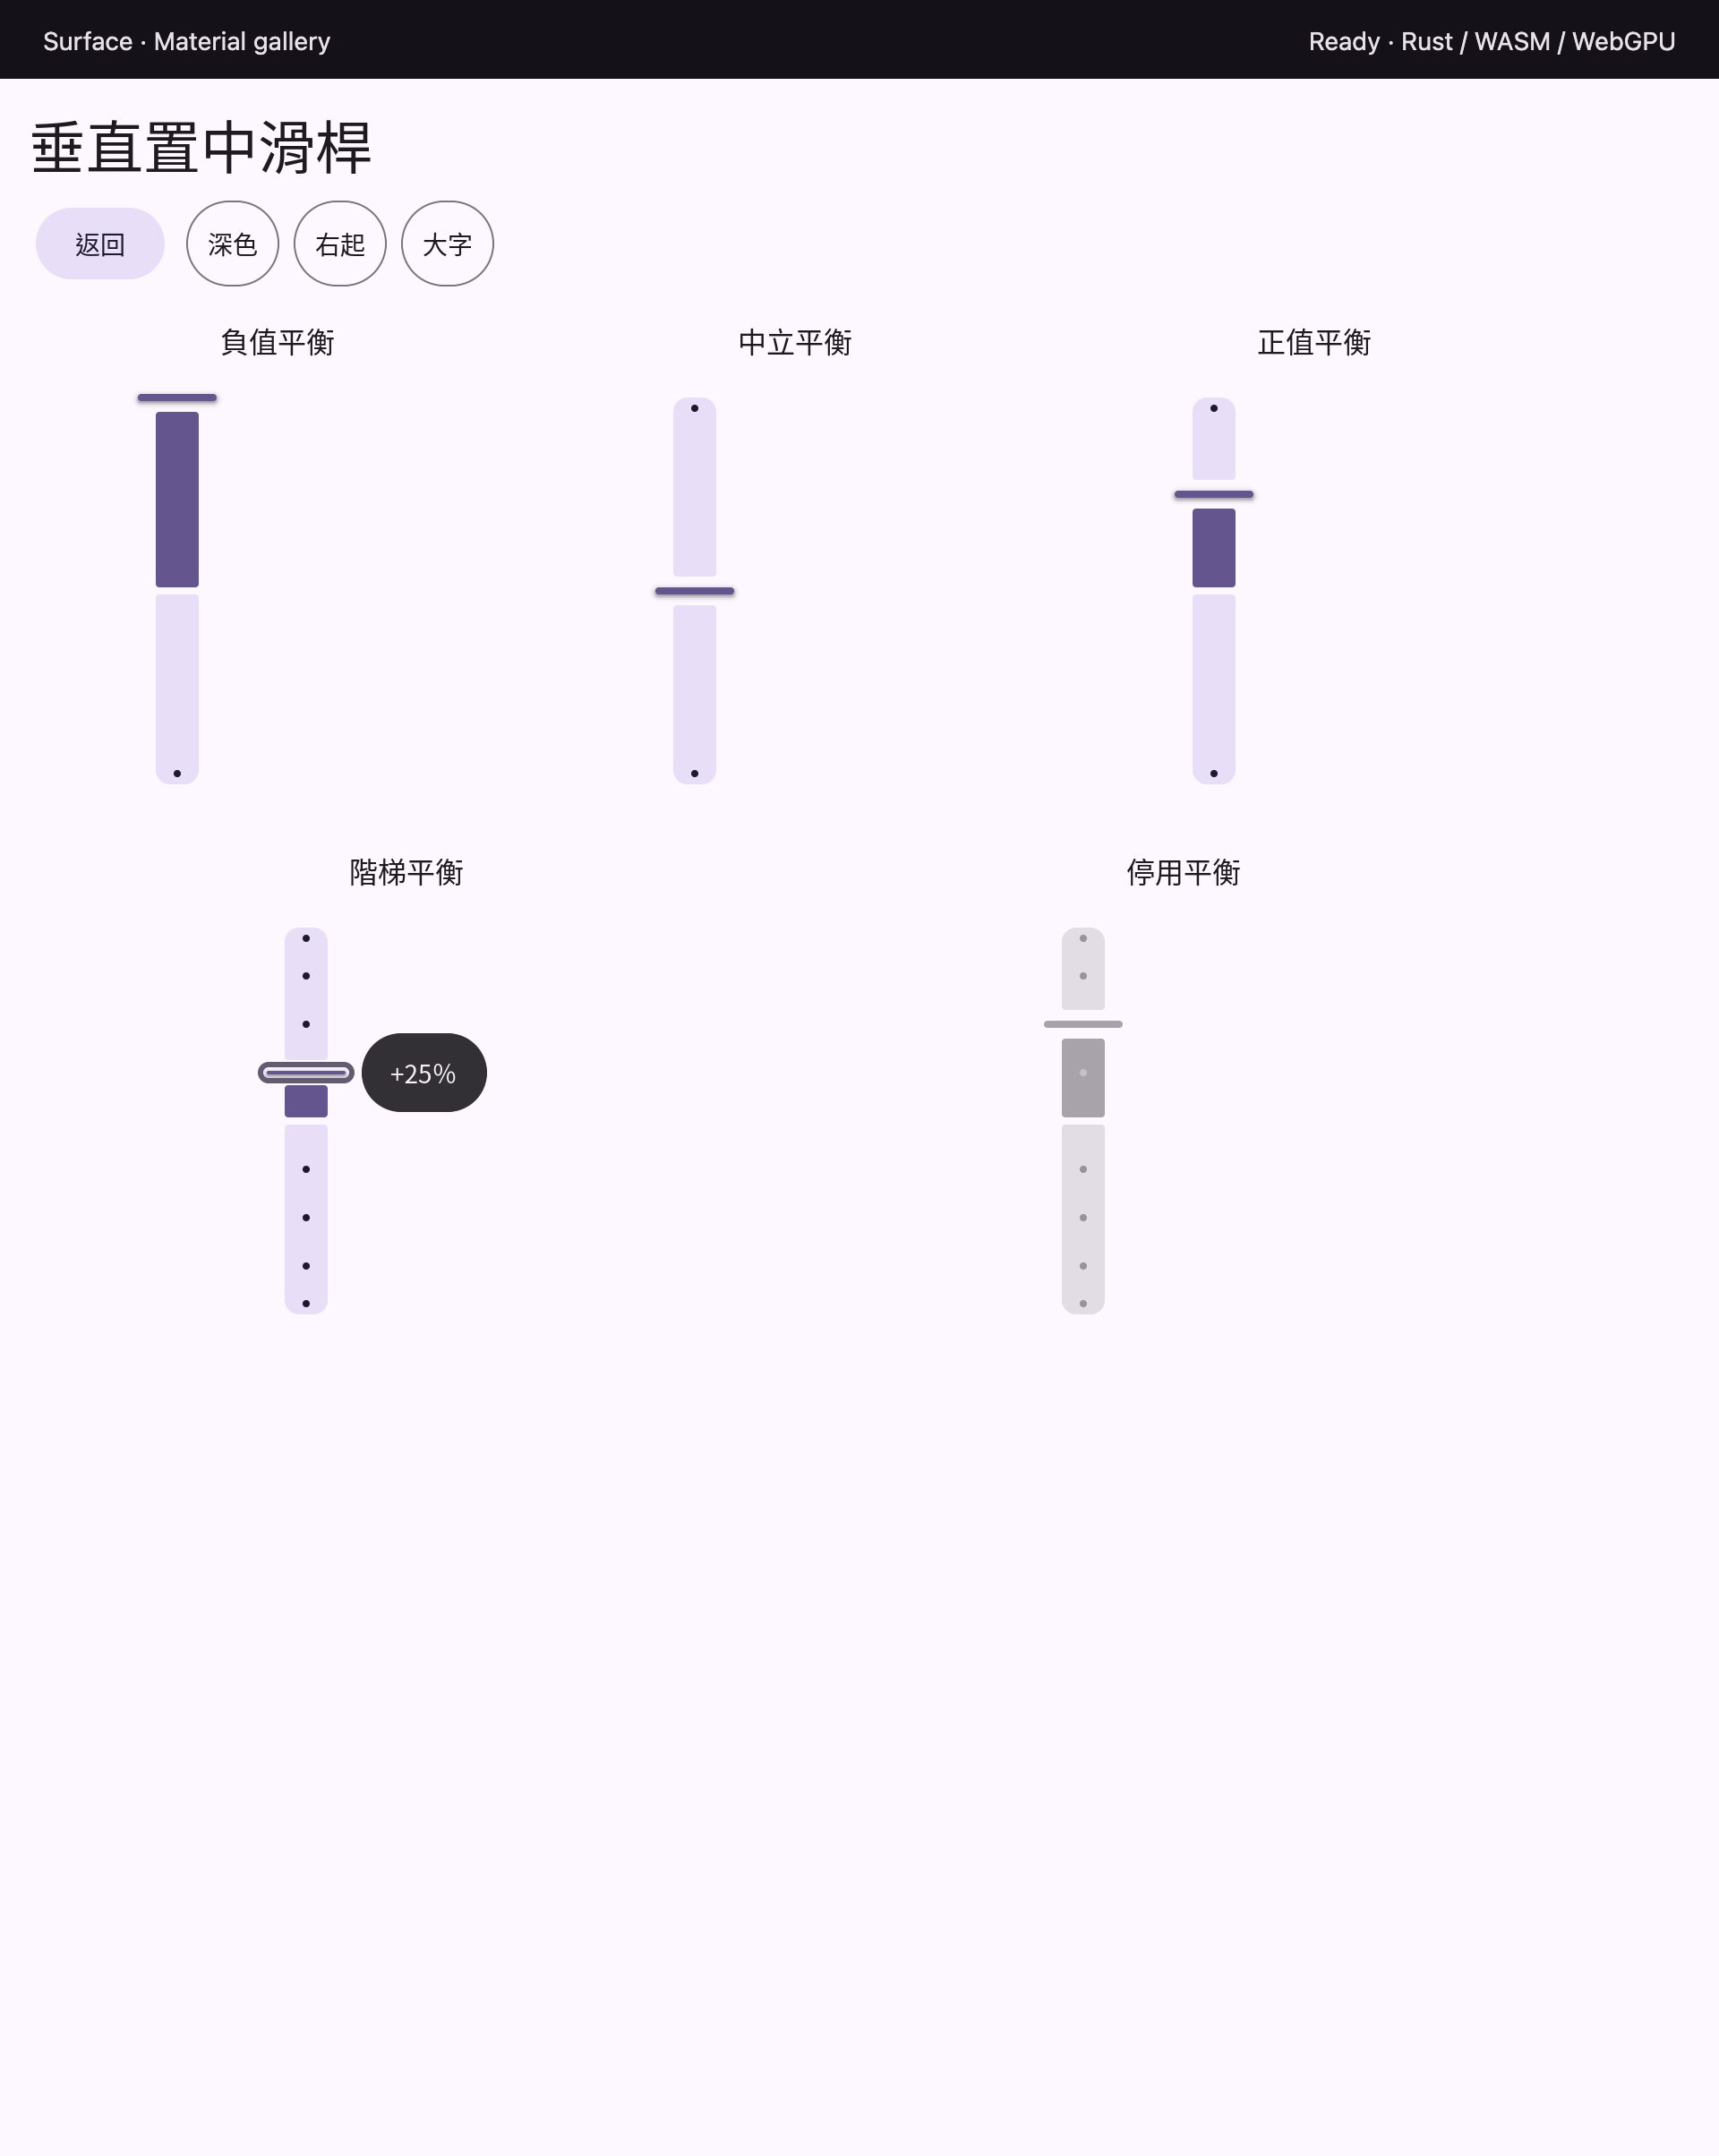 Surface · Material gallery
Ready · Rust / WASM / WebGPU
垂直置中滑桿
返回 深色 右起 大字
負值平衡 中立平衡 正值平衡
階梯平衡 停用平衡
+25%